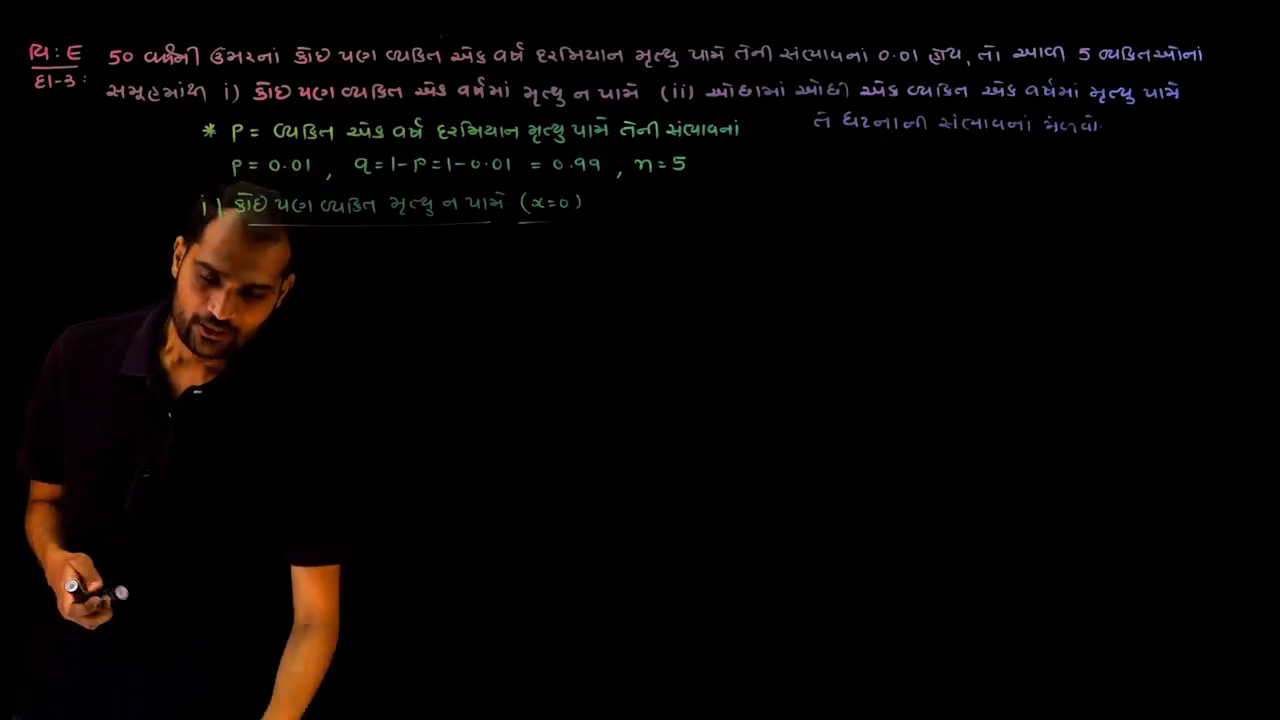 વિ: E 50 વર્ષની ઉંમરનાં કોઇ પણ વ્યકિત એક વર્ષ દરમિયાન મૃત્યુ પામે તેની સંભાવનાં 0.01 હોય, તો આવી 5 વ્યકિતઓનાં
દા-૩: સમૂહમાંથી i) કોઇ પણ વ્યકિત એક વર્ષમાં મૃત્યુ ન પામે (ii) ઓછામાં ઓછી એક વ્યકિત એક વર્ષમાં મૃત્યુ પામે
તે ઘટનાની સંભાવનાં મેળવો.
* P = વ્યકિત એક વર્ષ દરમિયાન મૃત્યુ પામે તેની સંભાવનાં
P = 0.01 , q = 1-P = 1-0.01 = 0.99 , n = 5
i) કોઇ પણ વ્યકિત મૃત્યુ ન પામે (x=0)